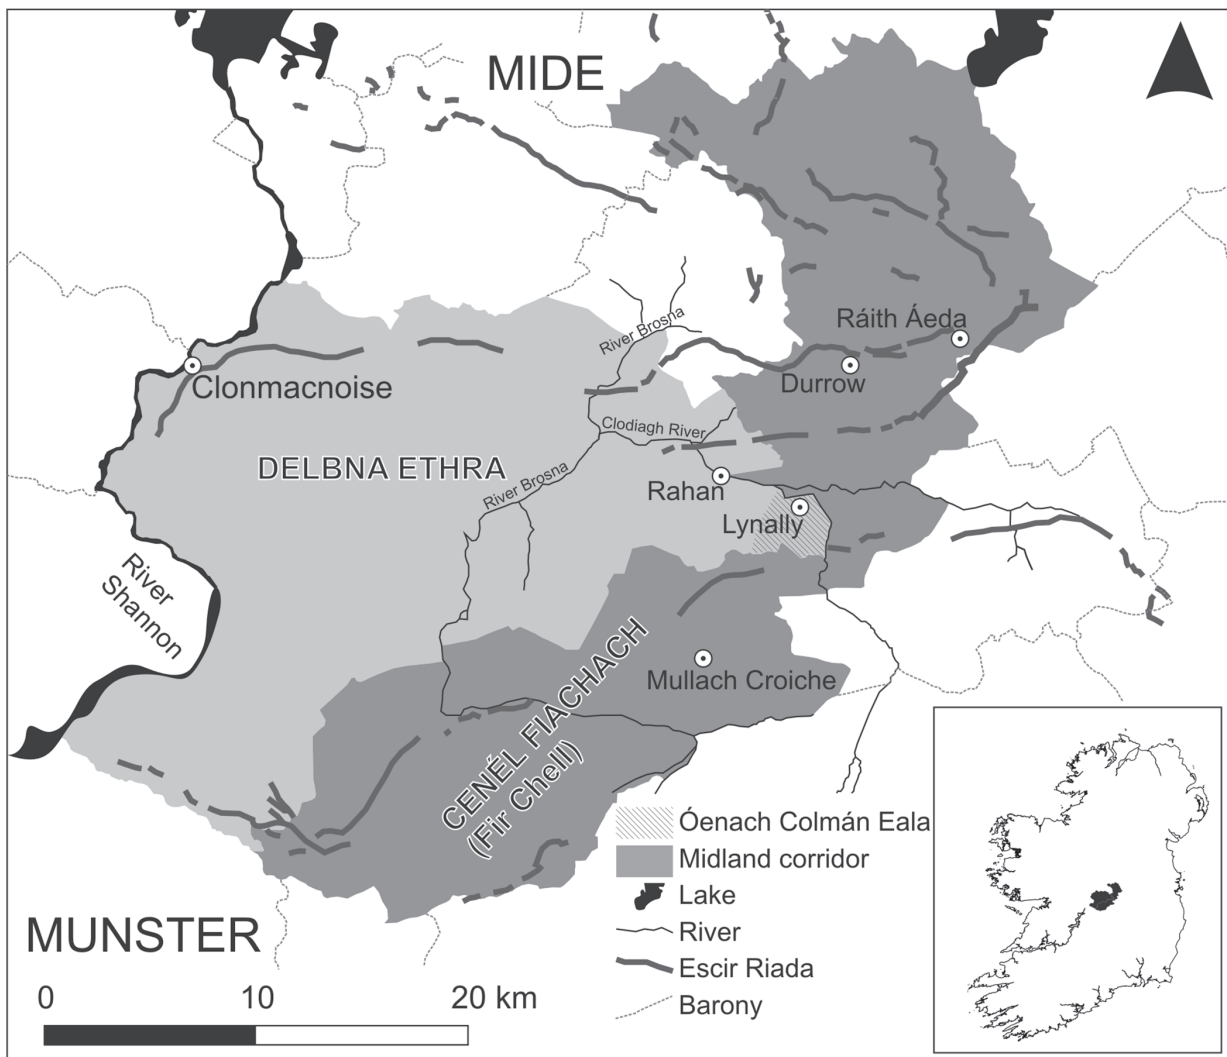 MIDE
Ráith Áeda
River Brosna
Durrow
Clonmacnoise
Clodiagh River
DELBNA ETHRA
River Brosna
Rahan
Lynally
River
Shannon
Mullach Croiche
CENÉL FIACHACH
(Fir Chell)
Óenach Colmán Eala
Midland corridor
Lake
River
Escir Riada
Barony
MUNSTER
0 10 20 km